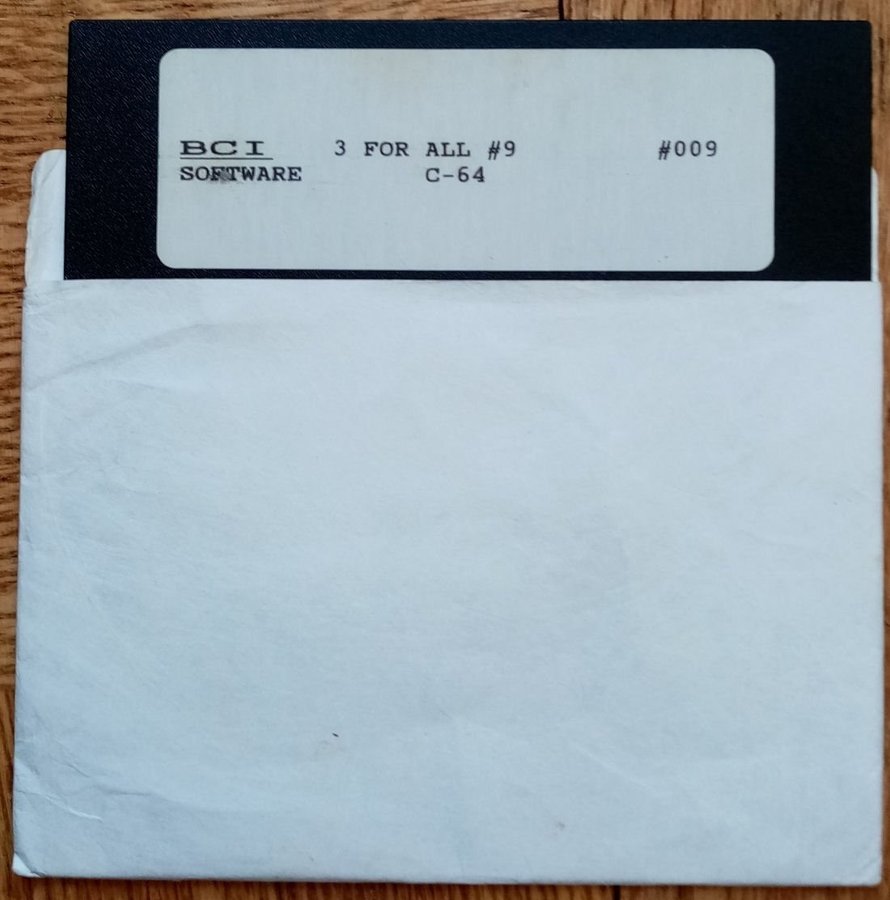 BCI 3 FOR ALL #9 #009
SOFTWARE C-64